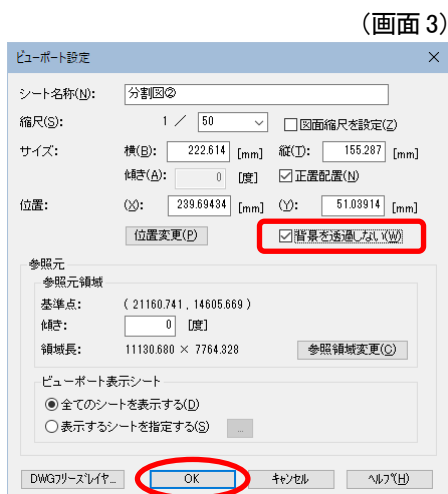 (画面 3)
ビューポート設定
シート名称(N): 分割図②
縮尺(S): 1 / 50 図面縮尺を設定(Z)
サイズ: 横(B): 222.614 [mm] 縦(T): 155.287 [mm]
傾き(A): 0 [度] 正置配置(N)
位置: (X): 239.69434 [mm] (Y): 51.03914 [mm]
位置変更(P) 背景を透過しない(W)
参照元
参照元領域
基準点: ( 21160.741 , 14605.669 )
傾き: 0 [度]
領域長: 11130.680 × 7764.328 参照領域変更(C)
ビューポート表示シート
全てのシートを表示する(D)
表示するシートを指定する(S) ...
DWGフリーズレイヤ... OK キャンセル ヘルプ(H)